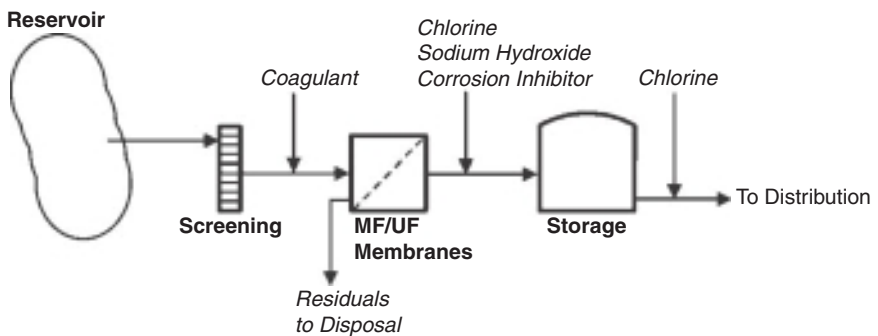 Reservoir
Coagulant
Chlorine
Sodium Hydroxide
Corrosion Inhibitor
Chlorine
Screening
MF/UF
Membranes
Storage
To Distribution
Residuals
to Disposal